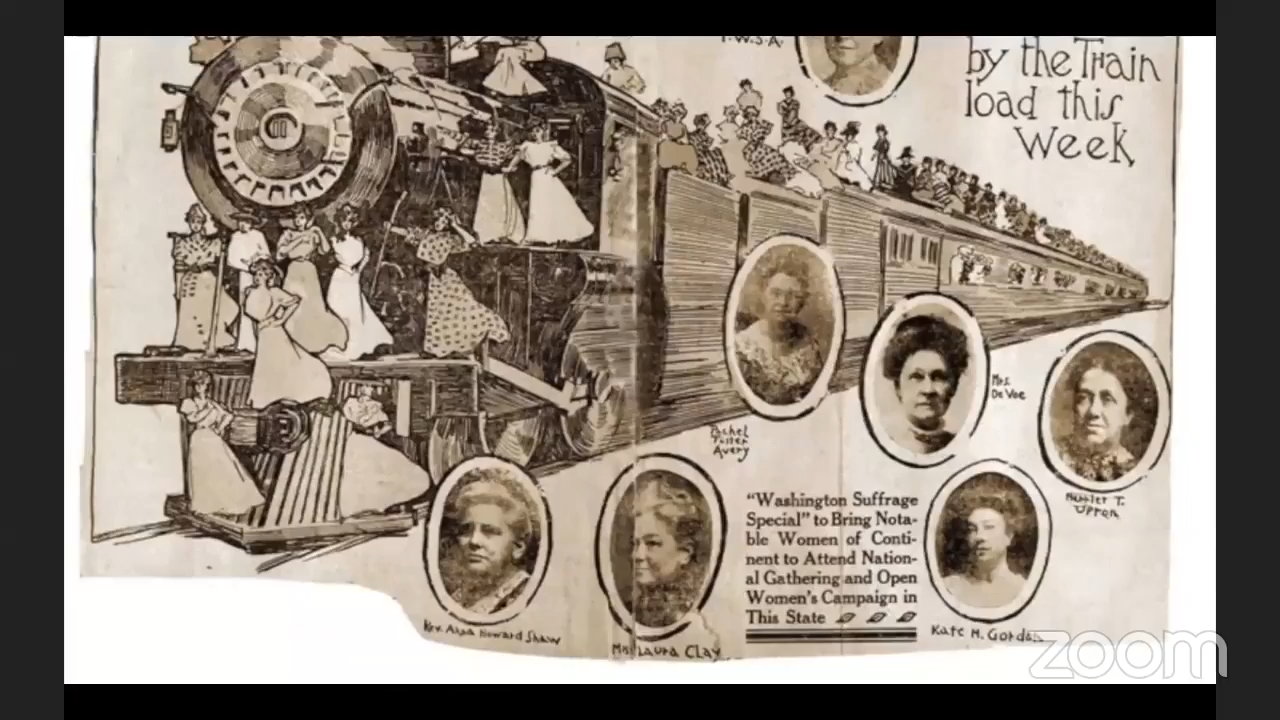 by the Train
load this
Week
Rachel
Foster
Avery
Mrs
De Voe
Harriet T.
Upton
"Washington Suffrage
Special" to Bring Nota-
ble Women of Conti-
nent to Attend Nation-
al Gathering and Open
Women's Campaign in
This State
Rev. Anna Howard Shaw
Laura Clay
Kate M. Gordon
zoom